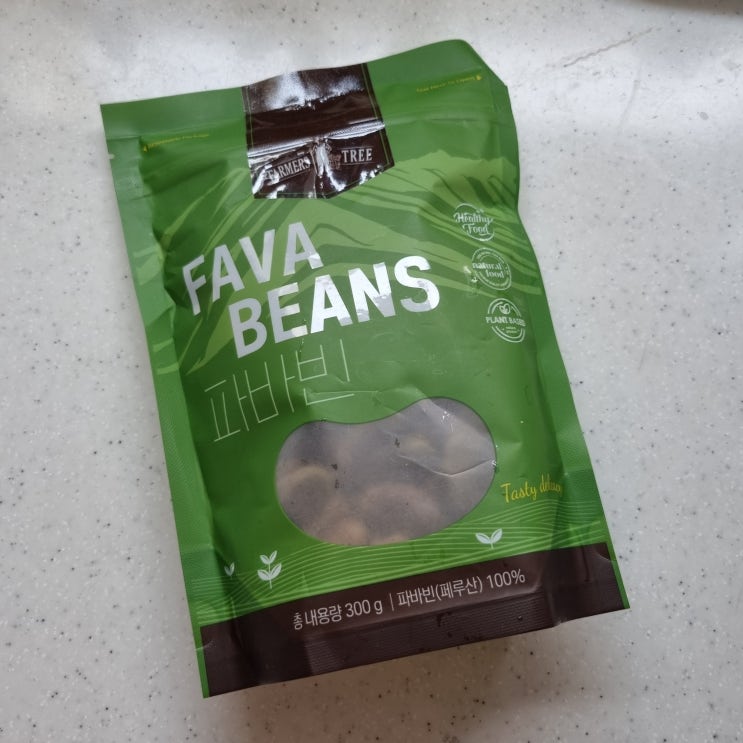 FARMERS TREE
Healthy
Food
natural
food
PLANT BASED
FAVA
BEANS
파바빈
Tasty
총 내용량 300 g | 파바빈(페루산) 100%